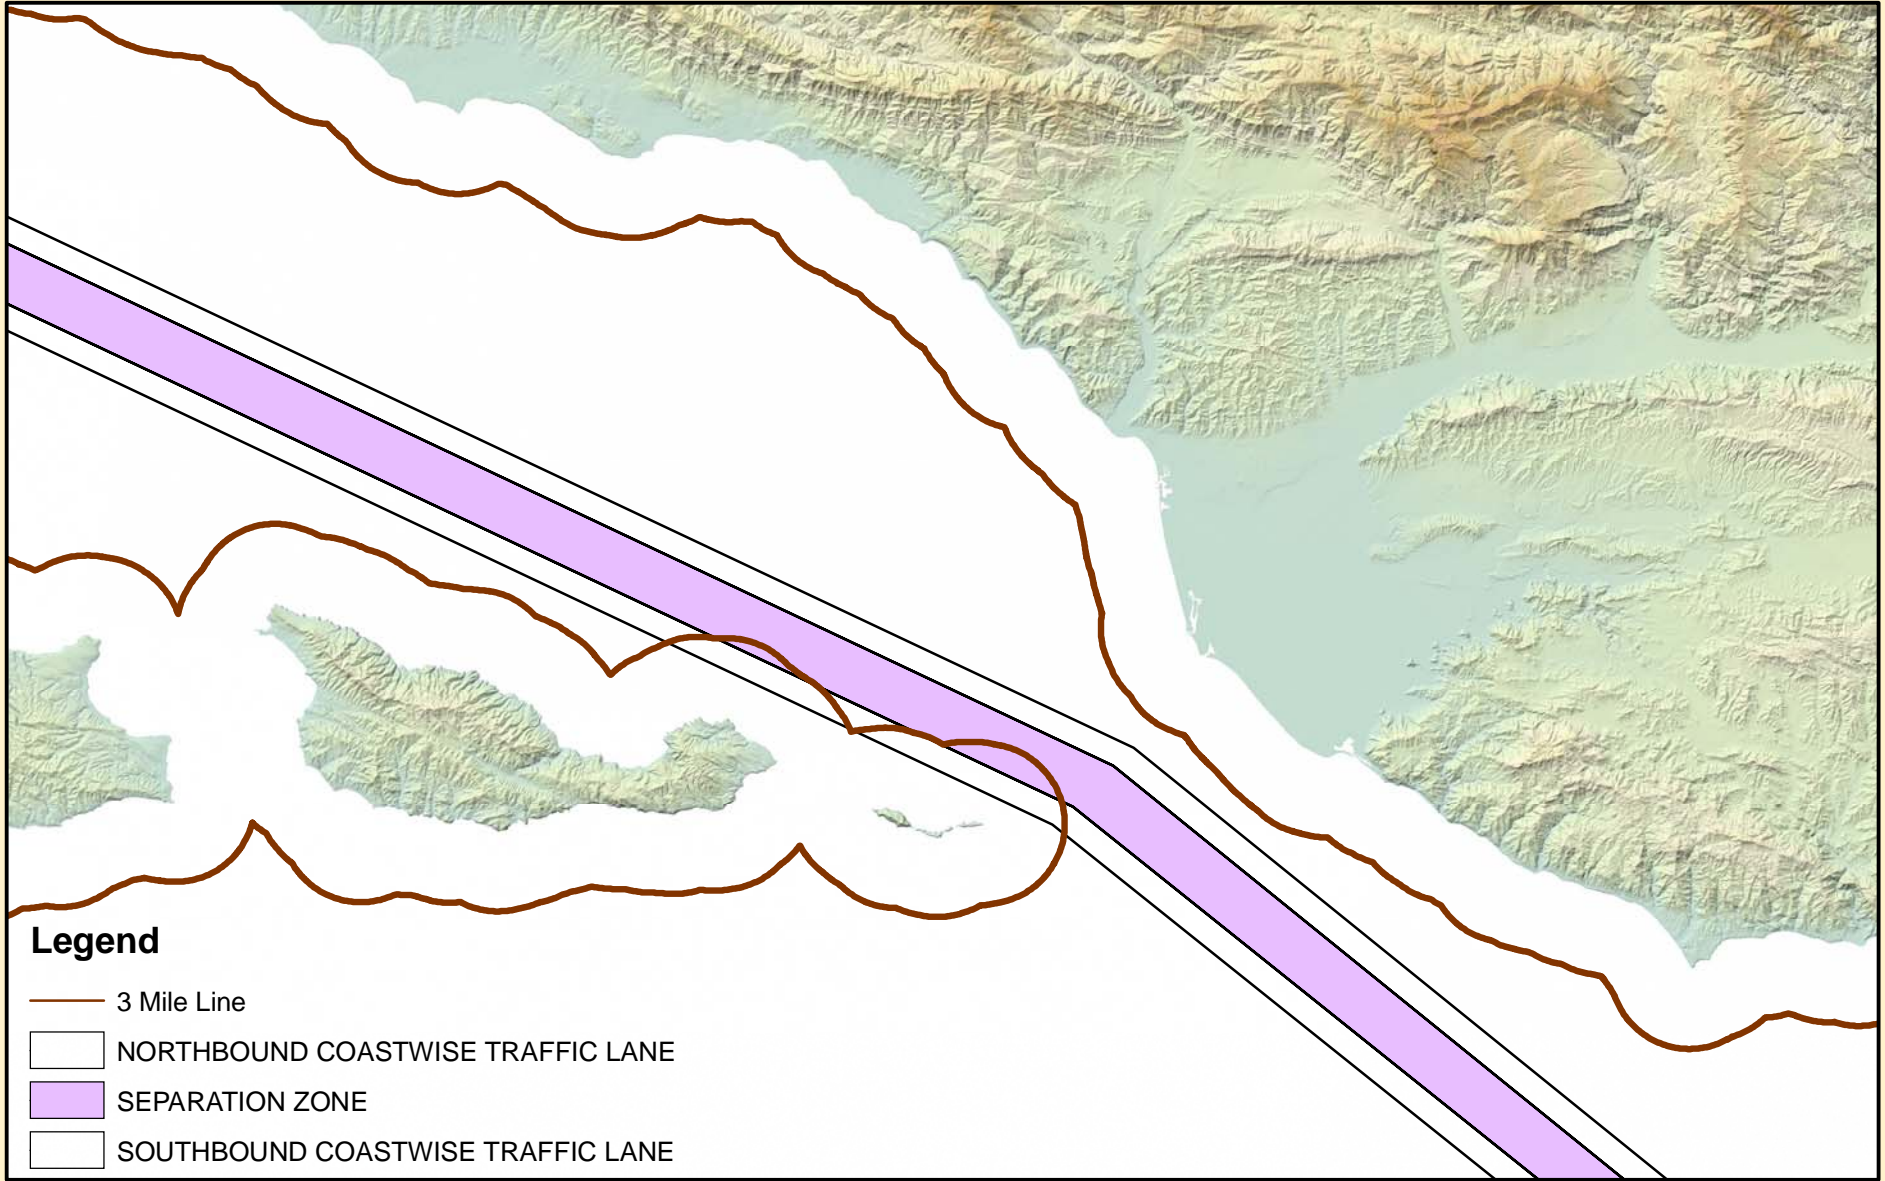 Legend
3 Mile Line
NORTHBOUND COASTWISE TRAFFIC LANE
SEPARATION ZONE
SOUTHBOUND COASTWISE TRAFFIC LANE